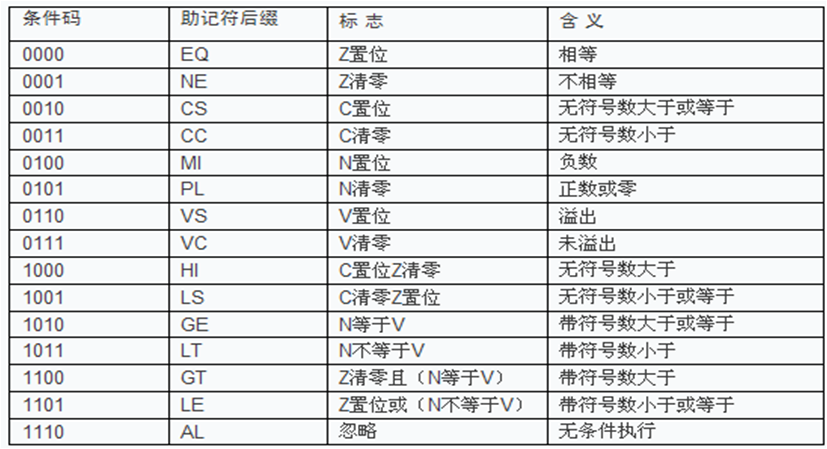 条件码 助记符后缀 标 志 含 义
0000 EQ Z置位 相等
0001 NE Z清零 不相等
0010 CS C置位 无符号数大于或等于
0011 CC C清零 无符号数小于
0100 MI N置位 负数
0101 PL N清零 正数或零
0110 VS V置位 溢出
0111 VC V清零 未溢出
1000 HI C置位Z清零 无符号数大于
1001 LS C清零Z置位 无符号数小于或等于
1010 GE N等于V 带符号数大于或等于
1011 LT N不等于V 带符号数小于
1100 GT Z清零且（N等于V） 带符号数大于
1101 LE Z置位或（N不等于V） 带符号数小于或等于
1110 AL 忽略 无条件执行